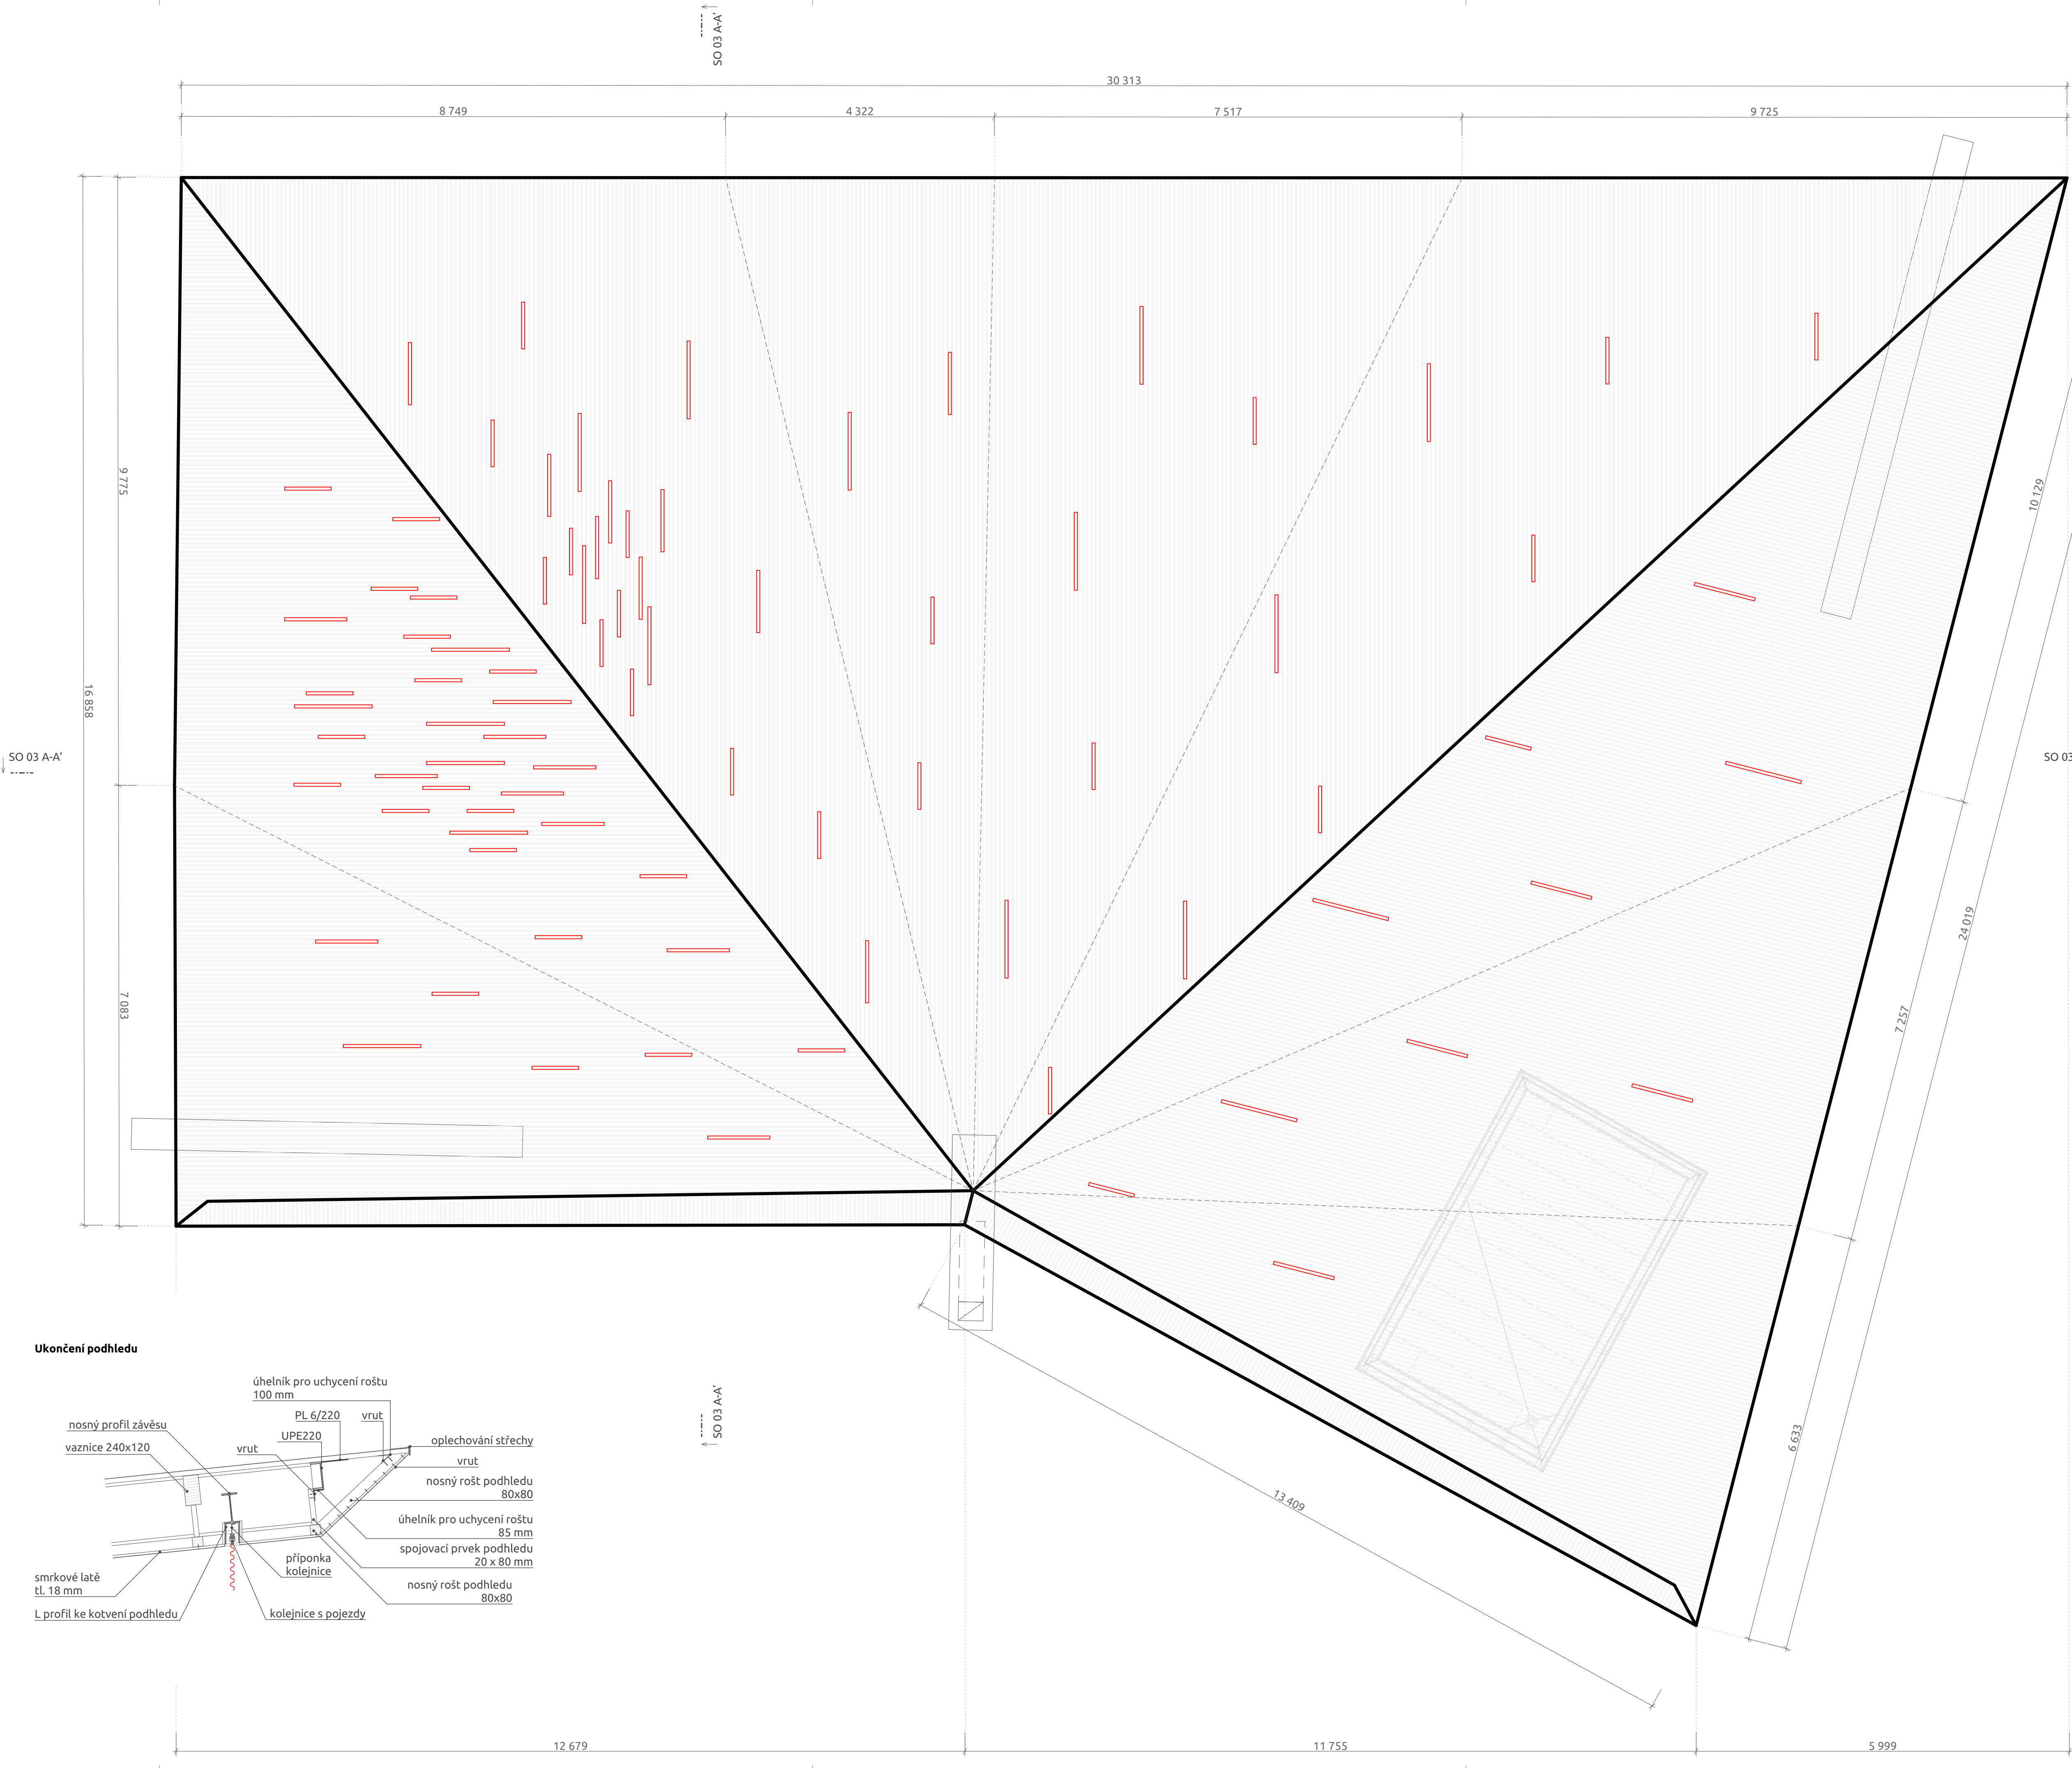 SO 03 A-A'
30 313
8 749
4 322
7 517
9 725
9 775
16 858
7 083
SO 03 A-A'
SO 03
10 129
24 019
7 257
6 633
13 409
SO 03 A-A'
Ukončení podhledu
úhelník pro uchycení roštu
100 mm
PL 6/220
vrut
nosný profil závěsu
UPE220
vaznice 240x120
vrut
oplechování střechy
vrut
nosný rošt podhledu
80x80
úhelník pro uchycení roštu
85 mm
spojovací prvek podhledu
20 x 80 mm
příponka
kolejnice
smrkové latě
tl. 18 mm
nosný rošt podhledu
80x80
L profil ke kotvení podhledu
kolejnice s pojezdy
12 679
11 755
5 999